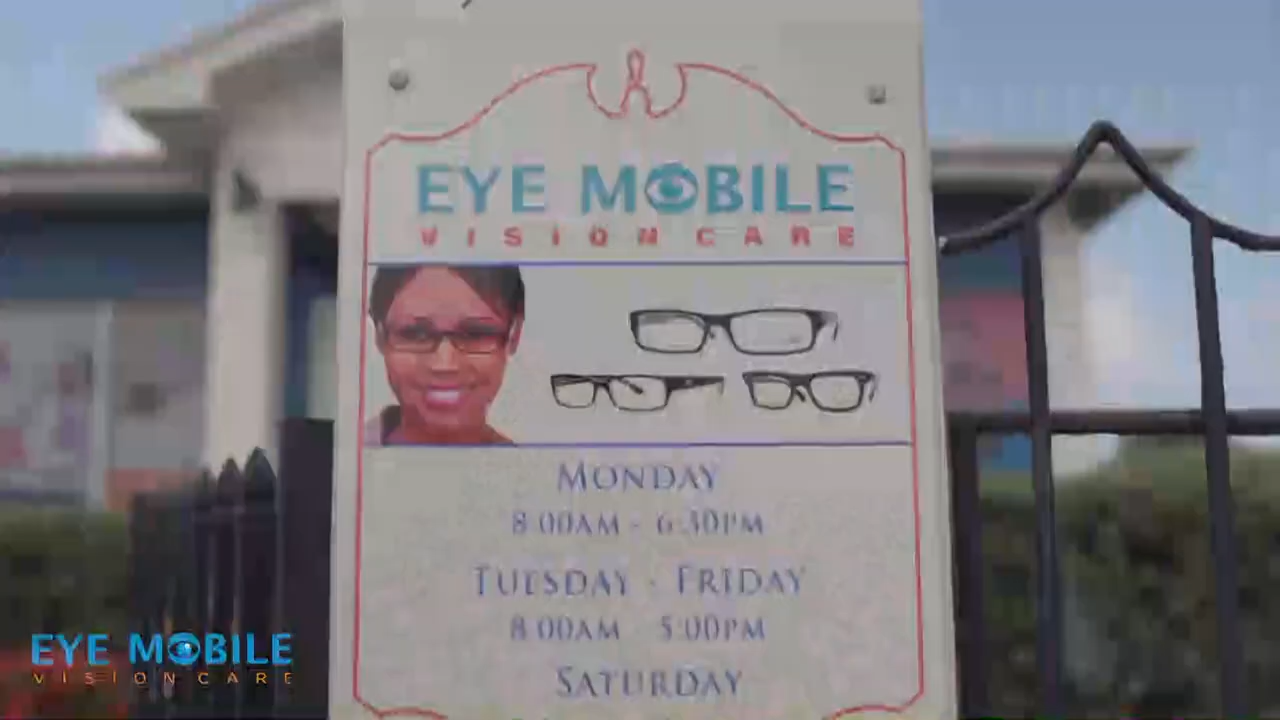 EYE MOBILE
VISION CARE
MONDAY
8:00AM - 6:30PM
TUESDAY - FRIDAY
8:00AM - 5:00PM
SATURDAY
EYE MOBILE
VISION CARE